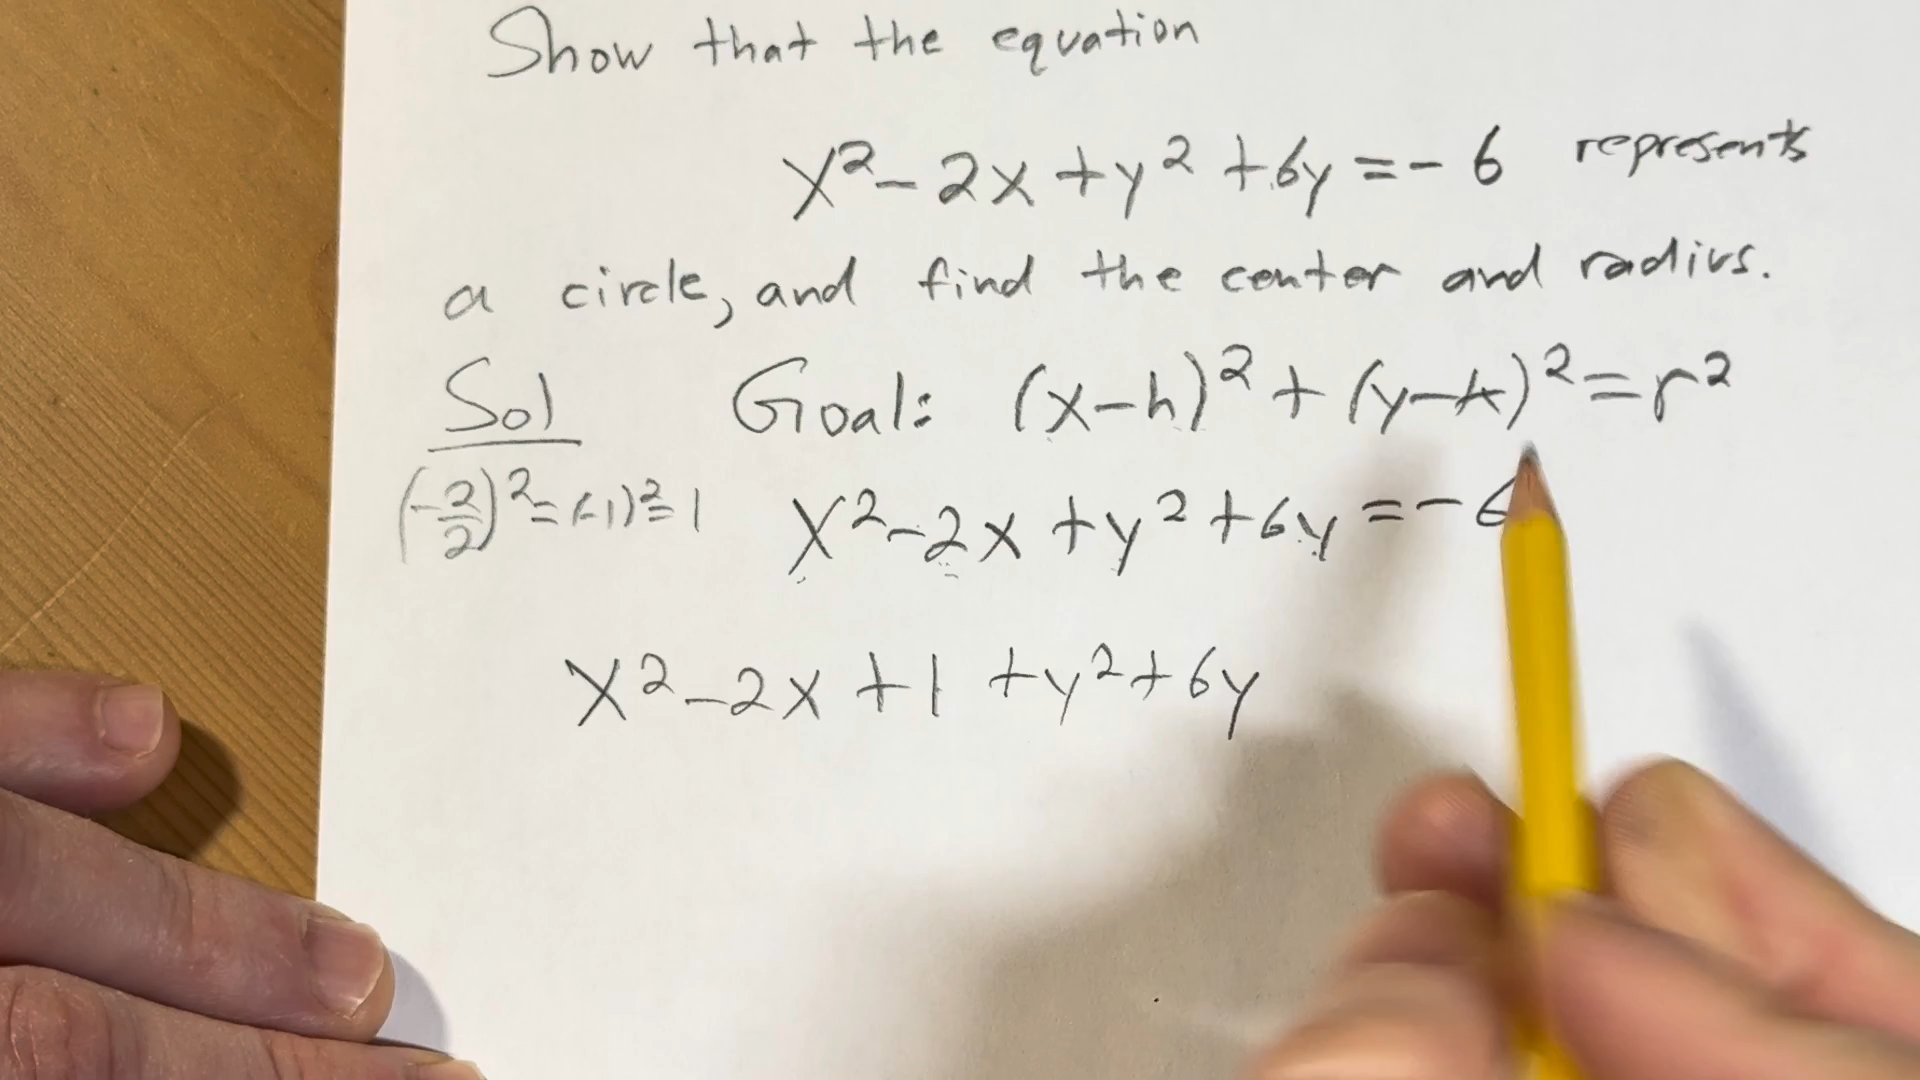 Show that the equation
x² - 2x + y² + 6y = - 6 represents
a circle, and find the center and radius.
Sol Goal: (x-h)² + (y-k)² = r²
(-2/2)² = (-1)² = 1 x² - 2x + y² + 6y = - 6
x² - 2x + 1 + y² + 6y